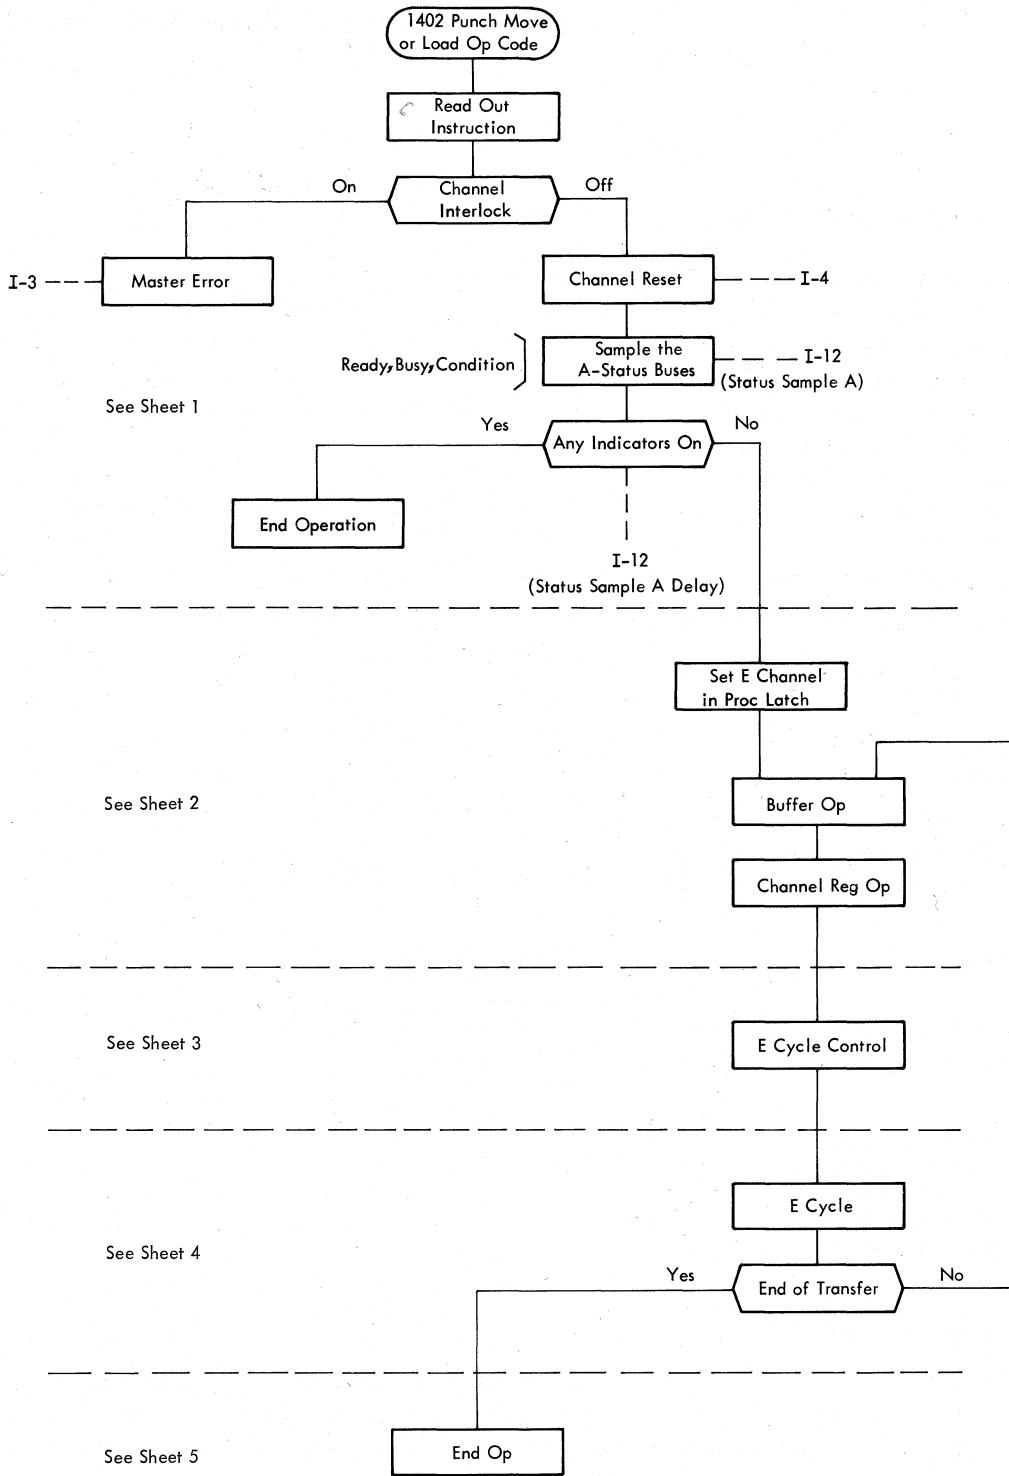 1402 Punch Move
or Load Op Code
Read Out
Instruction
On
Channel
Interlock
Off
I-3
Master Error
Channel Reset
I-4
Ready, Busy, Condition
Sample the
A-Status Buses
I-12
(Status Sample A)
See Sheet 1
Yes
Any Indicators On
No
End Operation
I-12
(Status Sample A Delay)
Set E Channel
in Proc Latch
See Sheet 2
Buffer Op
Channel Reg Op
See Sheet 3
E Cycle Control
E Cycle
See Sheet 4
Yes
End of Transfer
No
See Sheet 5
End Op